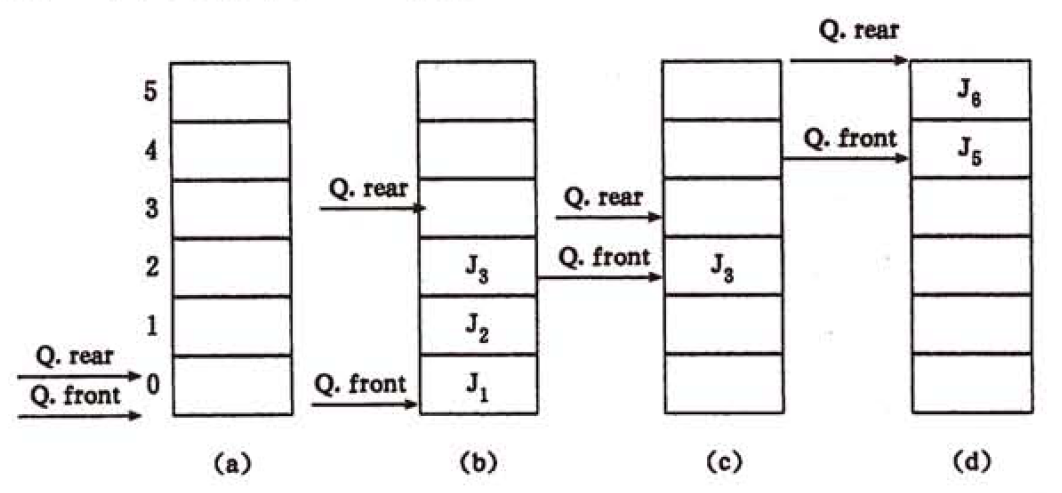 Q. rear
5 J₆
4 Q. front J₅
3 Q. rear Q. rear
2 J₃ Q. front J₃
1 J₂
Q. rear
0 Q. front J₁
Q. front
(a) (b) (c) (d)